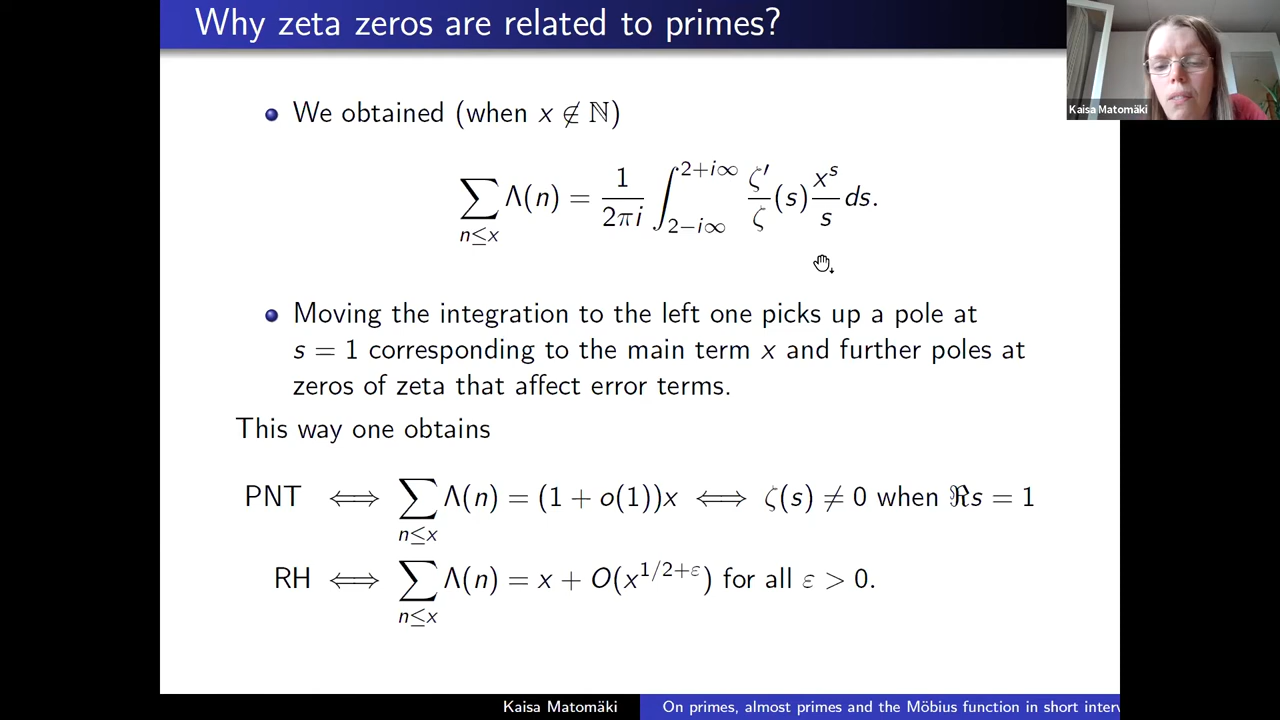 Why zeta zeros are related to primes?
Kaisa Matomäki
We obtained (when x ∉ ℕ)
∑_{n≤x} Λ(n) = \frac{1}{2πi} ∫_{2−i∞}^{2+i∞} \frac{ζ′}{ζ}(s) \frac{x^s}{s} ds.
Moving the integration to the left one picks up a pole at
s = 1 corresponding to the main term x and further poles at
zeros of zeta that affect error terms.
This way one obtains
PNT ⟺ ∑_{n≤x} Λ(n) = (1 + o(1))x ⟺ ζ(s) ≠ 0 when ℜs = 1
RH ⟺ ∑_{n≤x} Λ(n) = x + O(x^{1/2+ε}) for all ε > 0.
Kaisa Matomäki
On primes, almost primes and the Möbius function in short inter